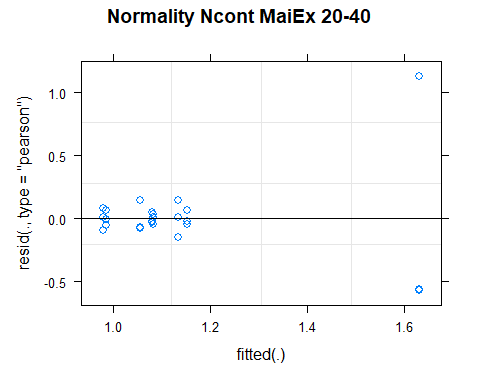 Normality Ncont MaiEx 20-40
resid(., type = "pearson")
1.0
0.5
0.0
-0.5
1.0 1.2 1.4 1.6
fitted(.)